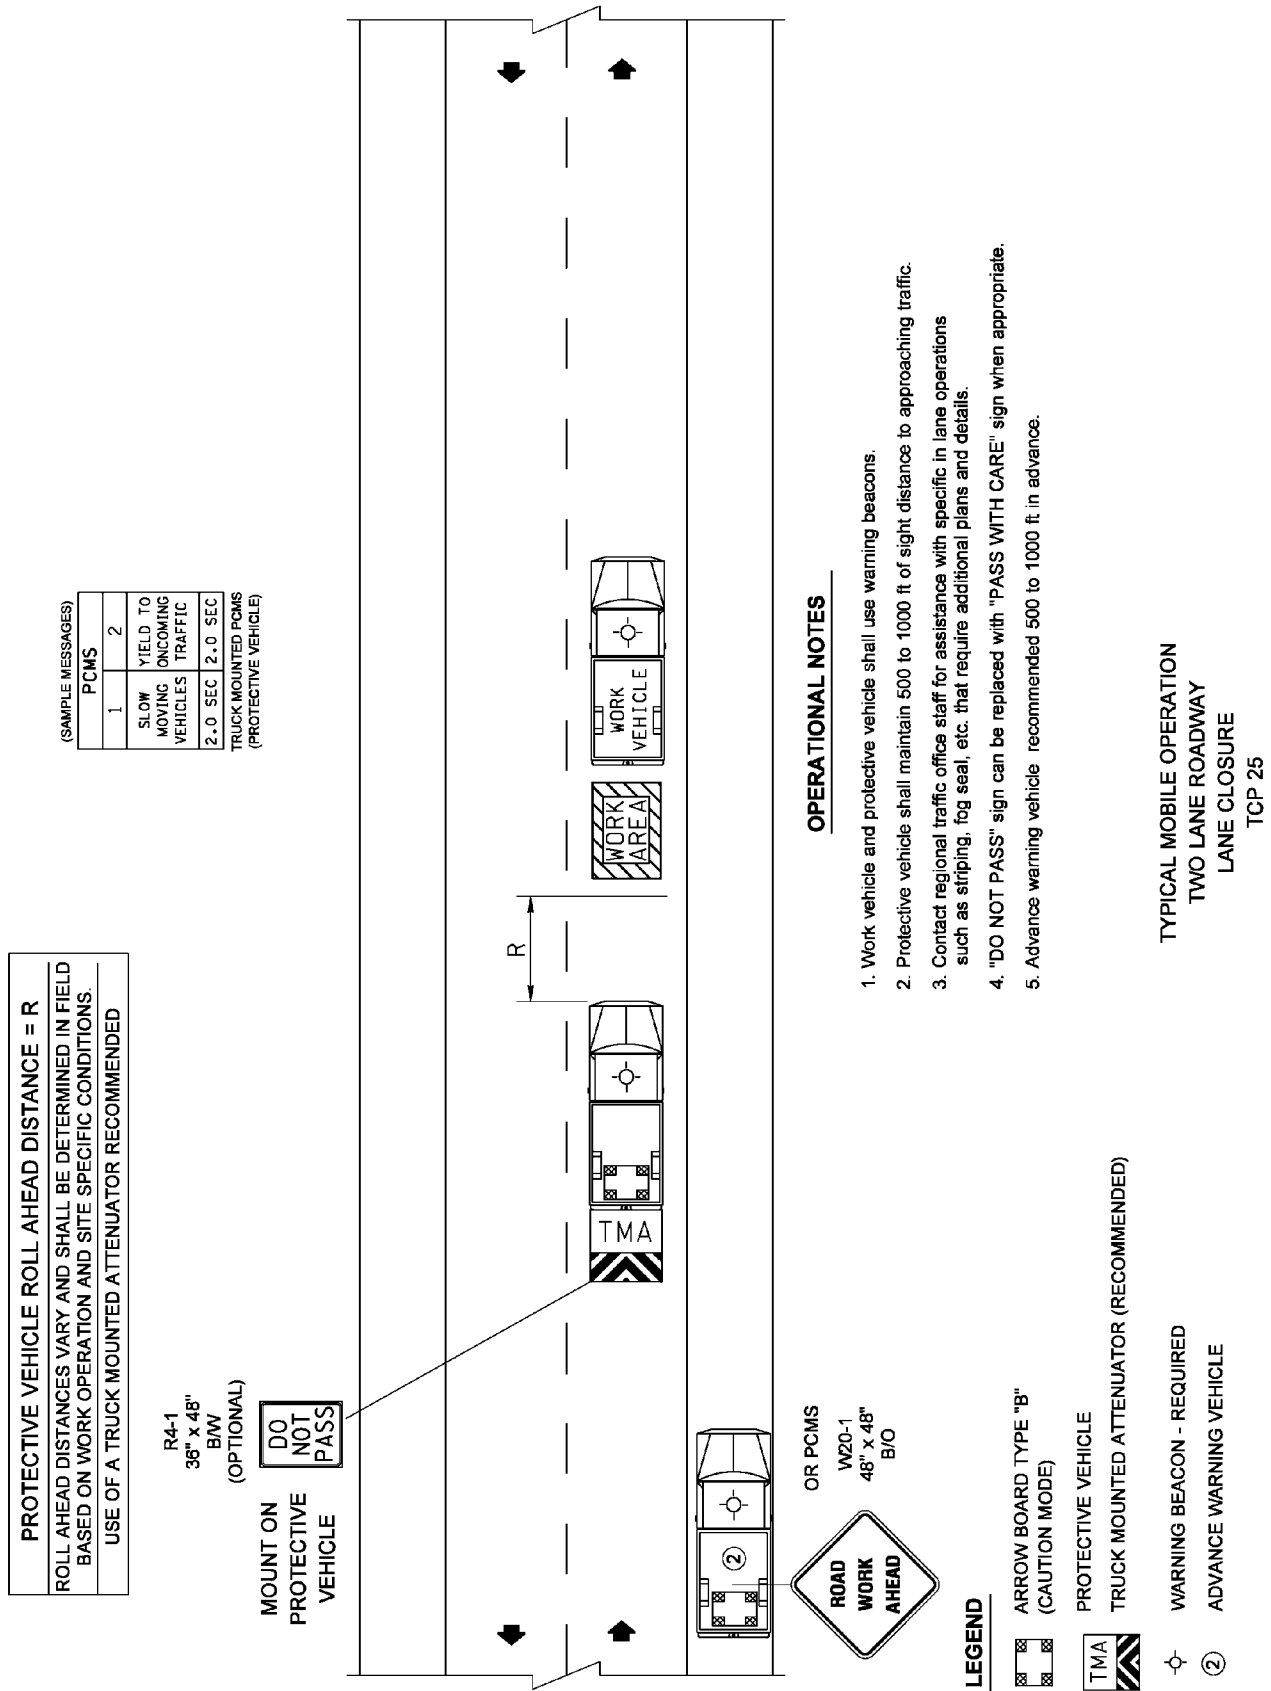 PROTECTIVE VEHICLE ROLL AHEAD DISTANCE = R
ROLL AHEAD DISTANCES VARY AND SHALL BE DETERMINED IN FIELD
BASED ON WORK OPERATION AND SITE SPECIFIC CONDITIONS.
USE OF A TRUCK MOUNTED ATTENUATOR RECOMMENDED
(SAMPLE MESSAGES)
PCMS
1 2
SLOW YIELD TO
MOVING ONCOMING
VEHICLES TRAFFIC
2.0 SEC 2.0 SEC
TRUCK MOUNTED PCMS
(PROTECTIVE VEHICLE)
R4-1
36" x 48"
B/W
(OPTIONAL)
DO
NOT
PASS
MOUNT ON
PROTECTIVE
VEHICLE
R
TMA
WORK
AREA
WORK
VEHICLE
2
OR PCMS
W20-1
48" x 48"
B/O
ROAD
WORK
AHEAD
LEGEND
ARROW BOARD TYPE "B"
(CAUTION MODE)
PROTECTIVE VEHICLE
TMA
TRUCK MOUNTED ATTENUATOR (RECOMMENDED)
WARNING BEACON - REQUIRED
2 ADVANCE WARNING VEHICLE
OPERATIONAL NOTES
1. Work vehicle and protective vehicle shall use warning beacons.
2. Protective vehicle shall maintain 500 to 1000 ft of sight distance to approaching traffic.
3. Contact regional traffic office staff for assistance with specific in lane operations
such as striping, fog seal, etc. that require additional plans and details.
4. "DO NOT PASS" sign can be replaced with "PASS WITH CARE" sign when appropriate.
5. Advance warning vehicle recommended 500 to 1000 ft in advance.
TYPICAL MOBILE OPERATION
TWO LANE ROADWAY
LANE CLOSURE
TCP 25